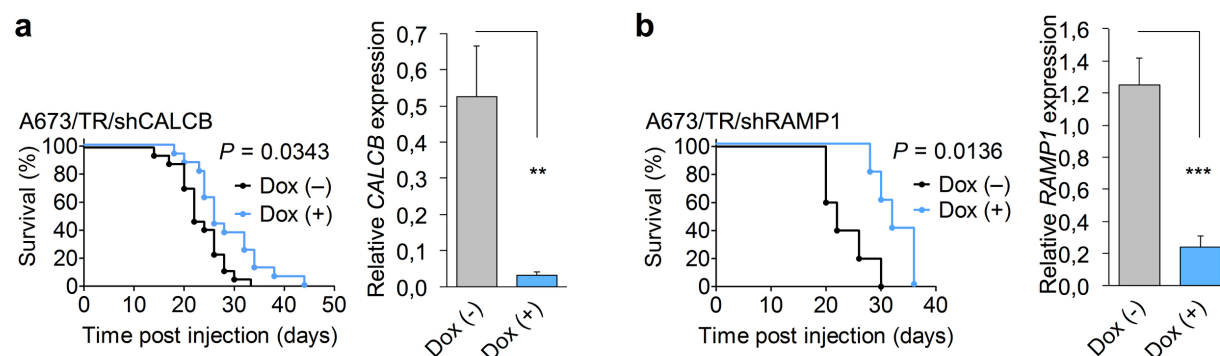 a
A673/TR/shCALCB
Survival (%)
100
80
60
40
20
0
0 10 20 30 40 50
Time post injection (days)
P = 0.0343
Dox (–)
Dox (+)
Relative CALCB expression
0,7
0,6
0,5
0,4
0,3
0,2
0,1
0,0
**
Dox (-)
Dox (+)
b
A673/TR/shRAMP1
Survival (%)
100
80
60
40
20
0
0 10 20 30 40
Time post injection (days)
P = 0.0136
Dox (–)
Dox (+)
Relative RAMP1 expression
1,6
1,4
1,2
1,0
0,8
0,6
0,4
0,2
0,0
***
Dox (-)
Dox (+)